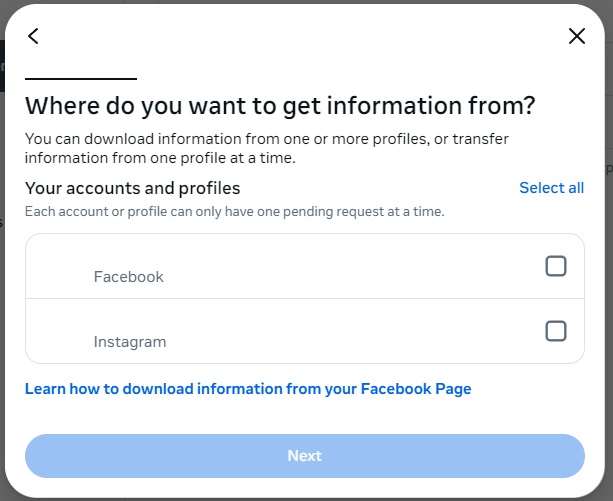 Where do you want to get information from?
You can download information from one or more profiles, or transfer
information from one profile at a time.
Your accounts and profiles
Select all
Each account or profile can only have one pending request at a time.
Facebook
Instagram
Learn how to download information from your Facebook Page
Next